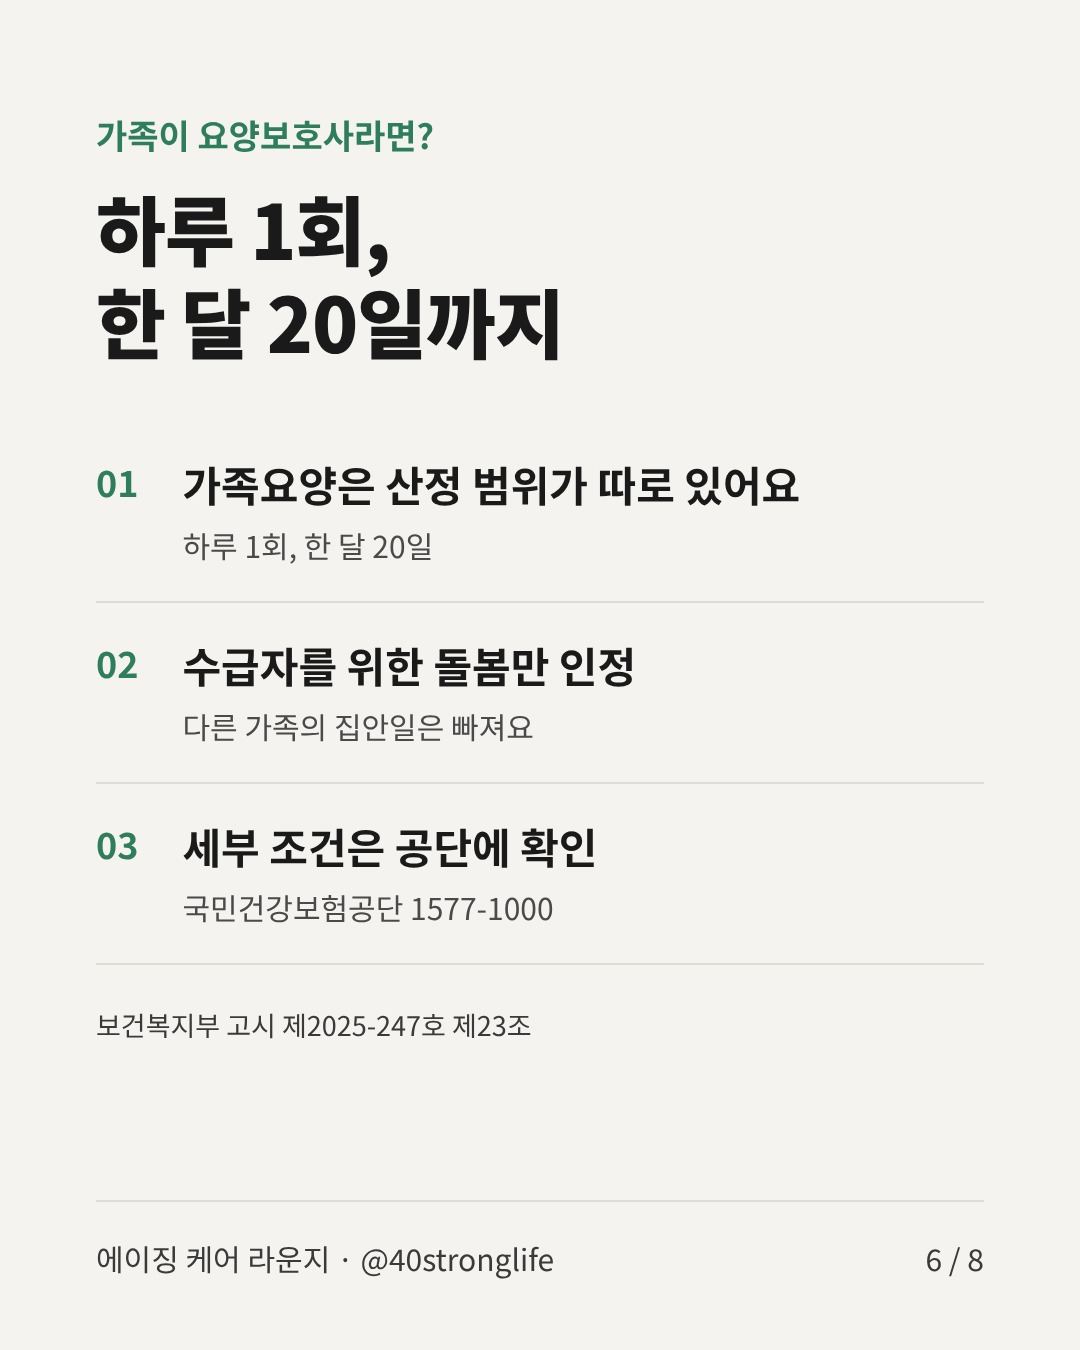 가족이 요양보호사라면?
하루 1회,
한 달 20일까지
01 가족요양은 산정 범위가 따로 있어요
하루 1회, 한 달 20일
02 수급자를 위한 돌봄만 인정
다른 가족의 집안일은 빠져요
03 세부 조건은 공단에 확인
국민건강보험공단 1577-1000
보건복지부 고시 제2025-247호 제23조
에이징 케어 라운지 · @40stronglife 6 / 8